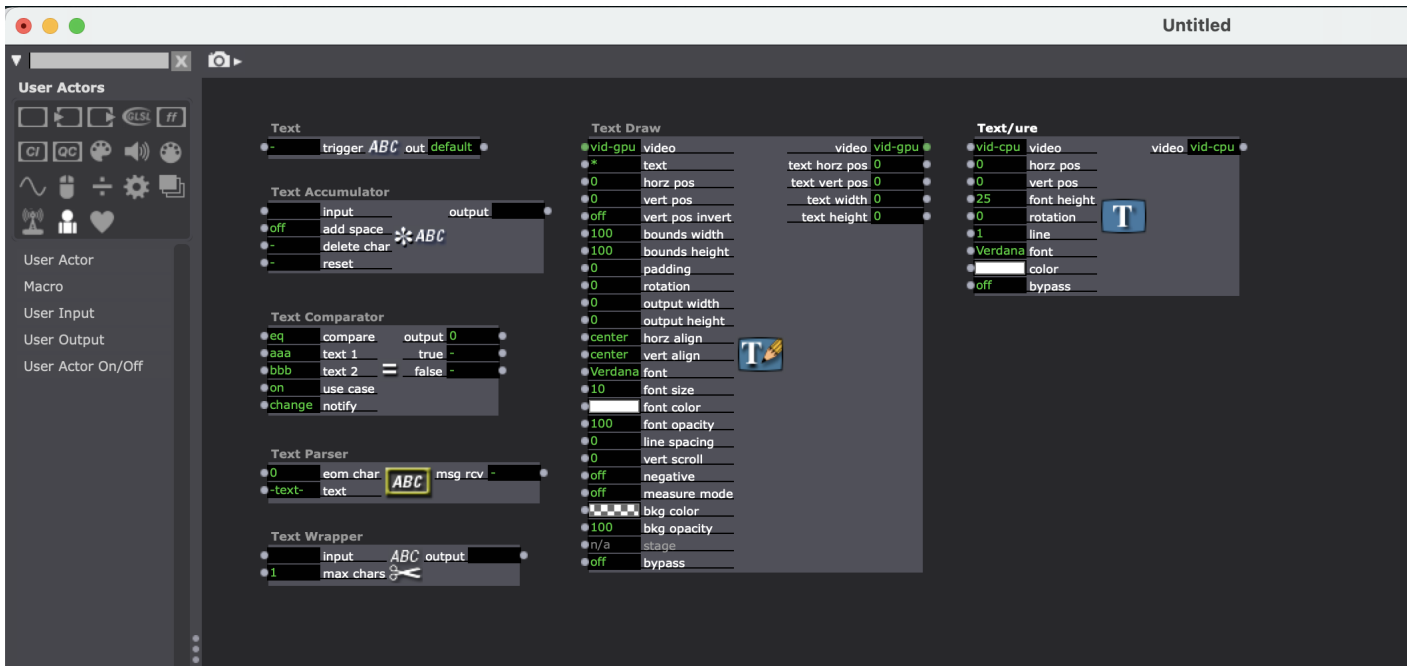 Untitled
X
User Actors
GLSL
ff
CI
QC
User Actor
Macro
User Input
User Output
User Actor On/Off
Text
- trigger ABC out default
Text Accumulator
input output
off add space ABC
- delete char
- reset
Text Comparator
eq compare output 0
aaa text 1 true -
bbb text 2 = false -
on use case
change notify
Text Parser
0 eom char ABC msg rcv -
-text- text
Text Wrapper
input ABC output
1 max chars
Text Draw
vid-gpu video video vid-gpu
* text text horz pos 0
0 horz pos text vert pos 0
0 vert pos text width 0
off vert pos invert text height 0
100 bounds width
100 bounds height
0 padding
0 rotation
0 output width
0 output height
center horz align
center vert align T
Verdana font
10 font size
font color
100 font opacity
0 line spacing
0 vert scroll
off negative
off measure mode
bkg color
100 bkg opacity
n/a stage
off bypass
Text/ure
vid-cpu video video vid-cpu
0 horz pos
0 vert pos
25 font height T
0 rotation
1 line
Verdana font
color
off bypass